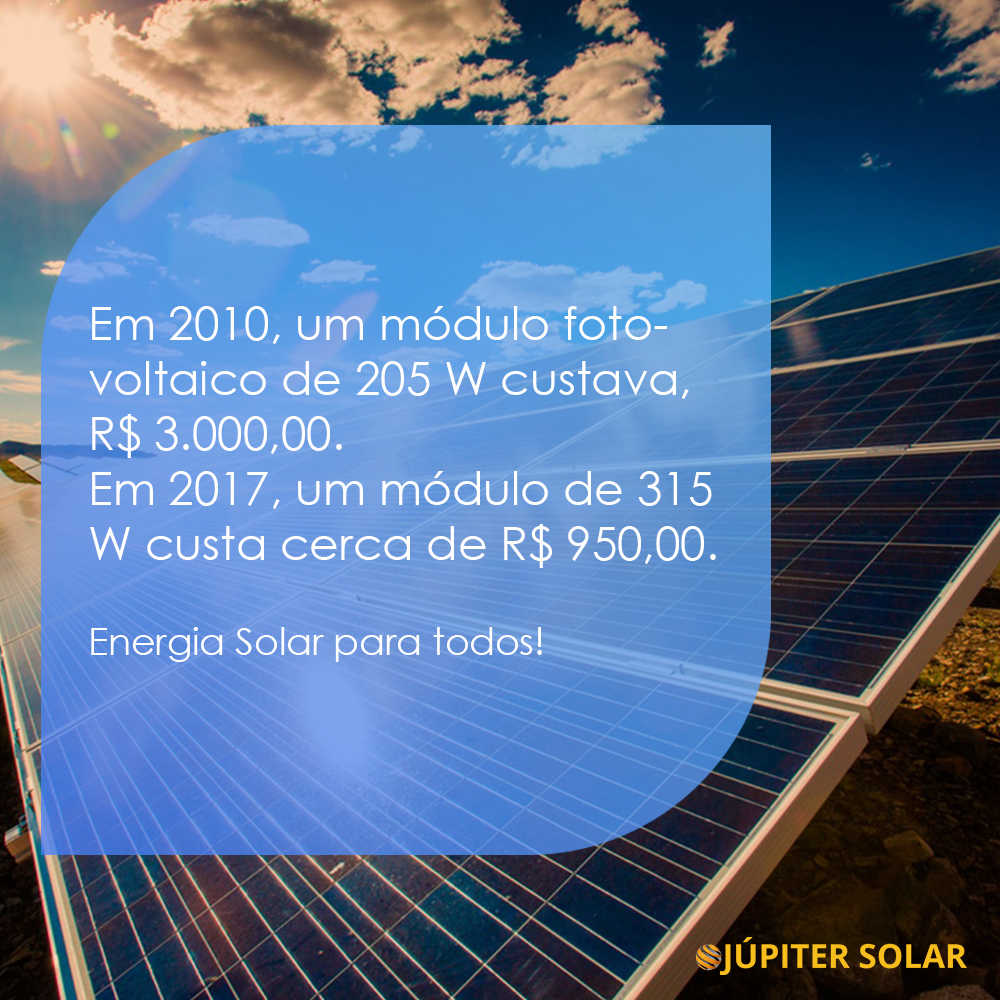 Em 2010, um módulo foto-
voltaico de 205 W custava,
R$ 3.000,00.
Em 2017, um módulo de 315
W custa cerca de R$ 950,00.
Energia Solar para todos!
JÚPITER SOLAR